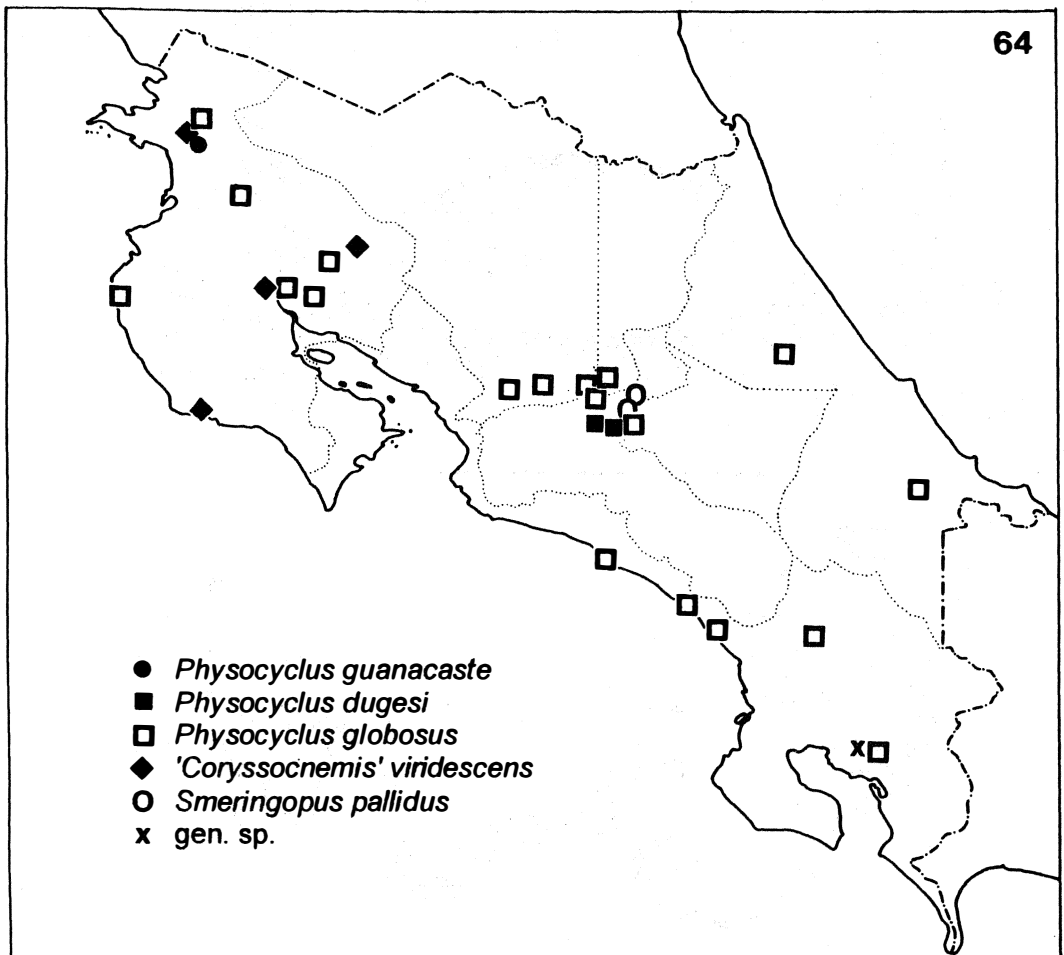 64
Physocyclus guanacaste
Physocyclus dugesi
Physocyclus globosus
'Coryssocnemis' viridescens
Smeringopus pallidus
x gen. sp.
x